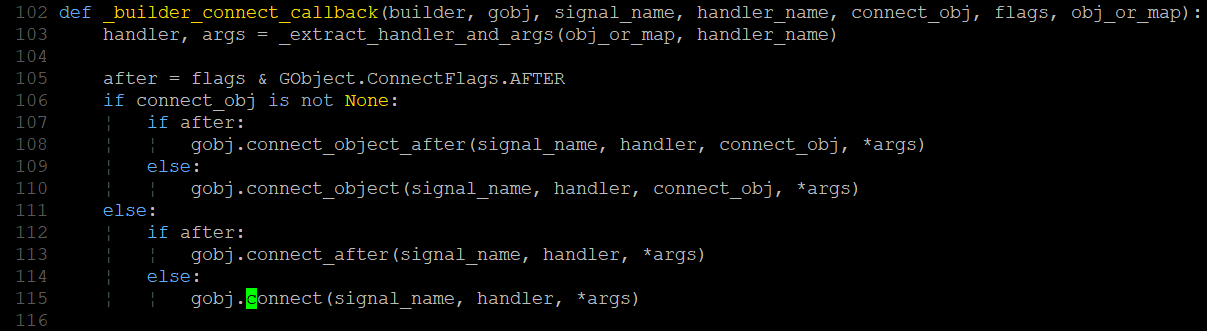 102 def _builder_connect_callback(builder, gobj, signal_name, handler_name, connect_obj, flags, obj_or_map):
103     handler, args = _extract_handler_and_args(obj_or_map, handler_name)
104
105     after = flags & GObject.ConnectFlags.AFTER
106     if connect_obj is not None:
107     ¦   if after:
108     ¦   ¦   gobj.connect_object_after(signal_name, handler, connect_obj, *args)
109     ¦   else:
110     ¦   ¦   gobj.connect_object(signal_name, handler, connect_obj, *args)
111     else:
112     ¦   if after:
113     ¦   ¦   gobj.connect_after(signal_name, handler, *args)
114     ¦   else:
115     ¦   ¦   gobj.connect(signal_name, handler, *args)
116